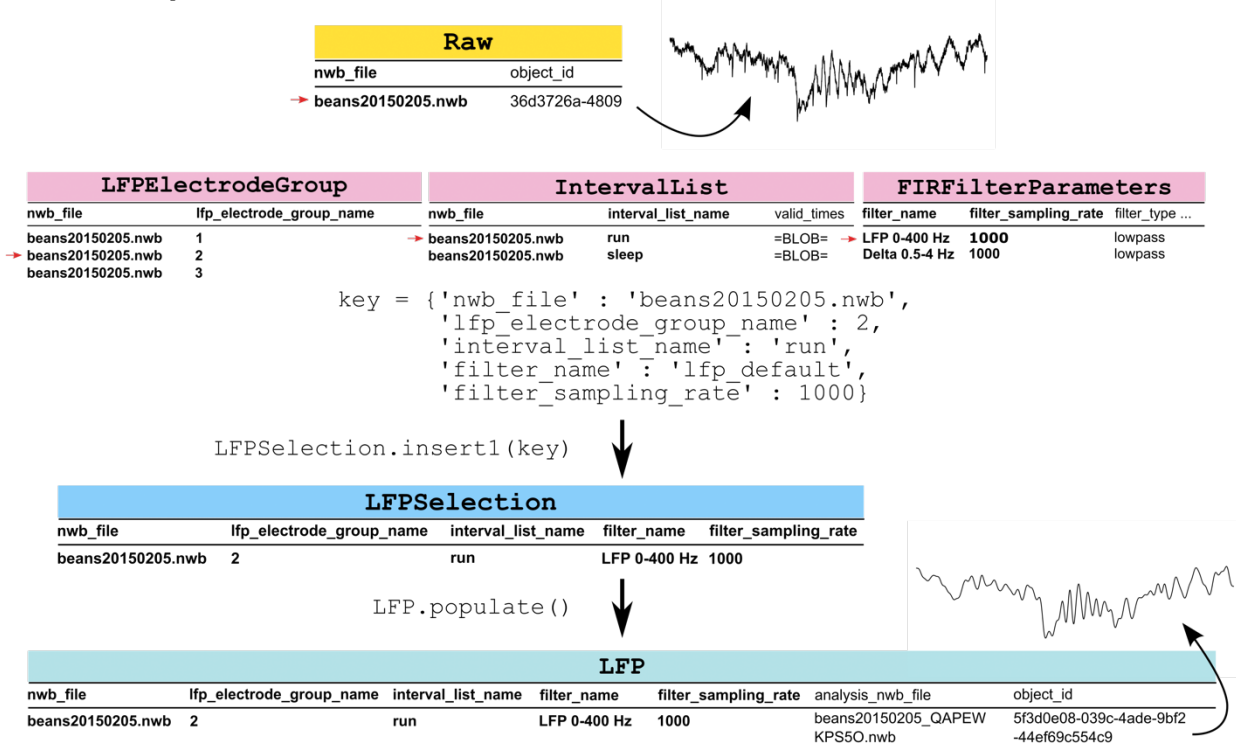 Raw
nwb_file object_id
beans20150205.nwb 36d3726a-4809
LFPElectrodeGroup IntervalList FIRFilterParameters
nwb_file lfp_electrode_group_name nwb_file interval_list_name valid_times filter_name filter_sampling_rate filter_type ...
beans20150205.nwb 1 beans20150205.nwb run =BLOB= LFP 0-400 Hz 1000 lowpass
beans20150205.nwb 2 beans20150205.nwb sleep =BLOB= Delta 0.5-4 Hz 1000 lowpass
beans20150205.nwb 3
key = {'nwb_file' : 'beans20150205.nwb',
'lfp_electrode_group_name' : 2,
'interval_list_name' : 'run',
'filter_name' : 'lfp_default',
'filter_sampling_rate' : 1000}
LFPSelection.insert1(key)
LFPSelection
nwb_file lfp_electrode_group_name interval_list_name filter_name filter_sampling_rate
beans20150205.nwb 2 run LFP 0-400 Hz 1000
LFP.populate()
LFP
nwb_file lfp_electrode_group_name interval_list_name filter_name filter_sampling_rate analysis_nwb_file object_id
beans20150205.nwb 2 run LFP 0-400 Hz 1000 beans20150205_QAPEW 5f3d0e08-039c-4ade-9bf2
KPS5O.nwb -44ef69c554c9